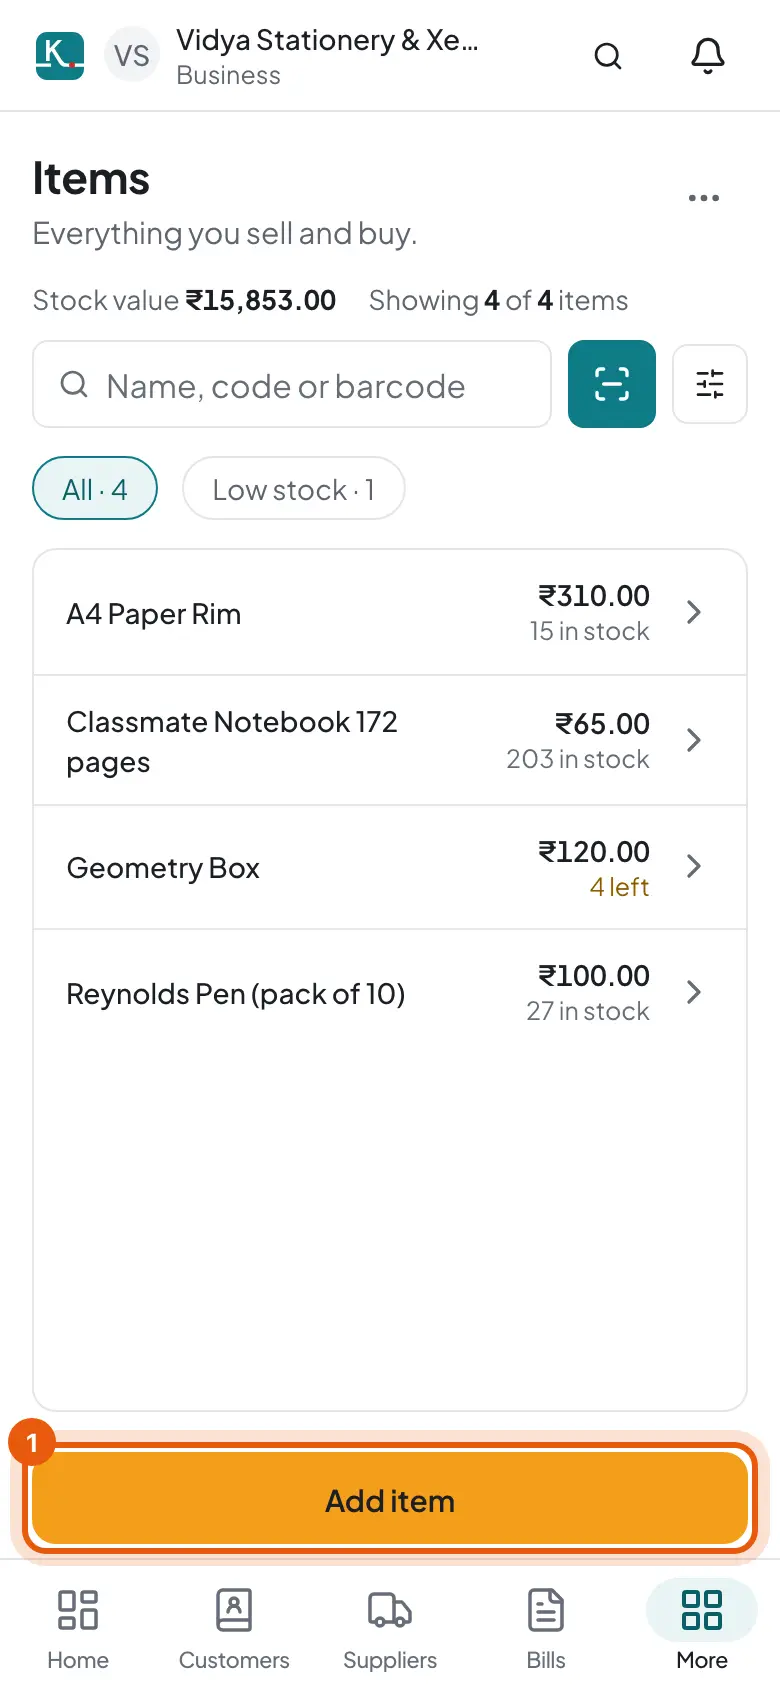 K.
VS
Vidya Stationery & Xe...
Business
Items
Everything you sell and buy.
Stock value ₹15,853.00 Showing 4 of 4 items
Name, code or barcode
All · 4
Low stock · 1
A4 Paper Rim
₹310.00
15 in stock
Classmate Notebook 172
pages
₹65.00
203 in stock
Geometry Box
₹120.00
4 left
Reynolds Pen (pack of 10)
₹100.00
27 in stock
1
Add item
Home
Customers
Suppliers
Bills
More